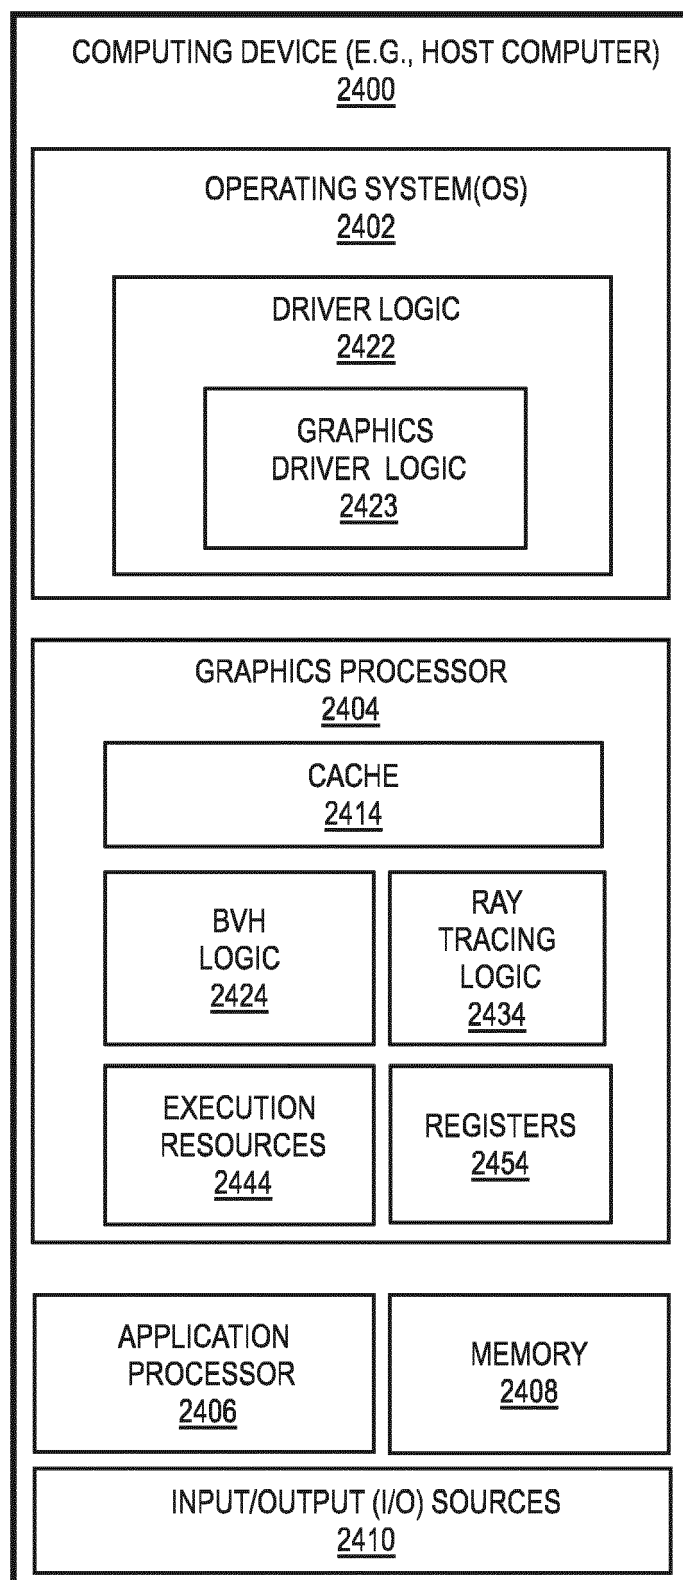 COMPUTING DEVICE (E.G., HOST COMPUTER)
2400
OPERATING SYSTEM(OS)
2402
DRIVER LOGIC
2422
GRAPHICS
DRIVER LOGIC
2423
GRAPHICS PROCESSOR
2404
CACHE
2414
BVH
LOGIC
2424
RAY
TRACING
LOGIC
2434
EXECUTION
RESOURCES
2444
REGISTERS
2454
APPLICATION
PROCESSOR
2406
MEMORY
2408
INPUT/OUTPUT (I/O) SOURCES
2410